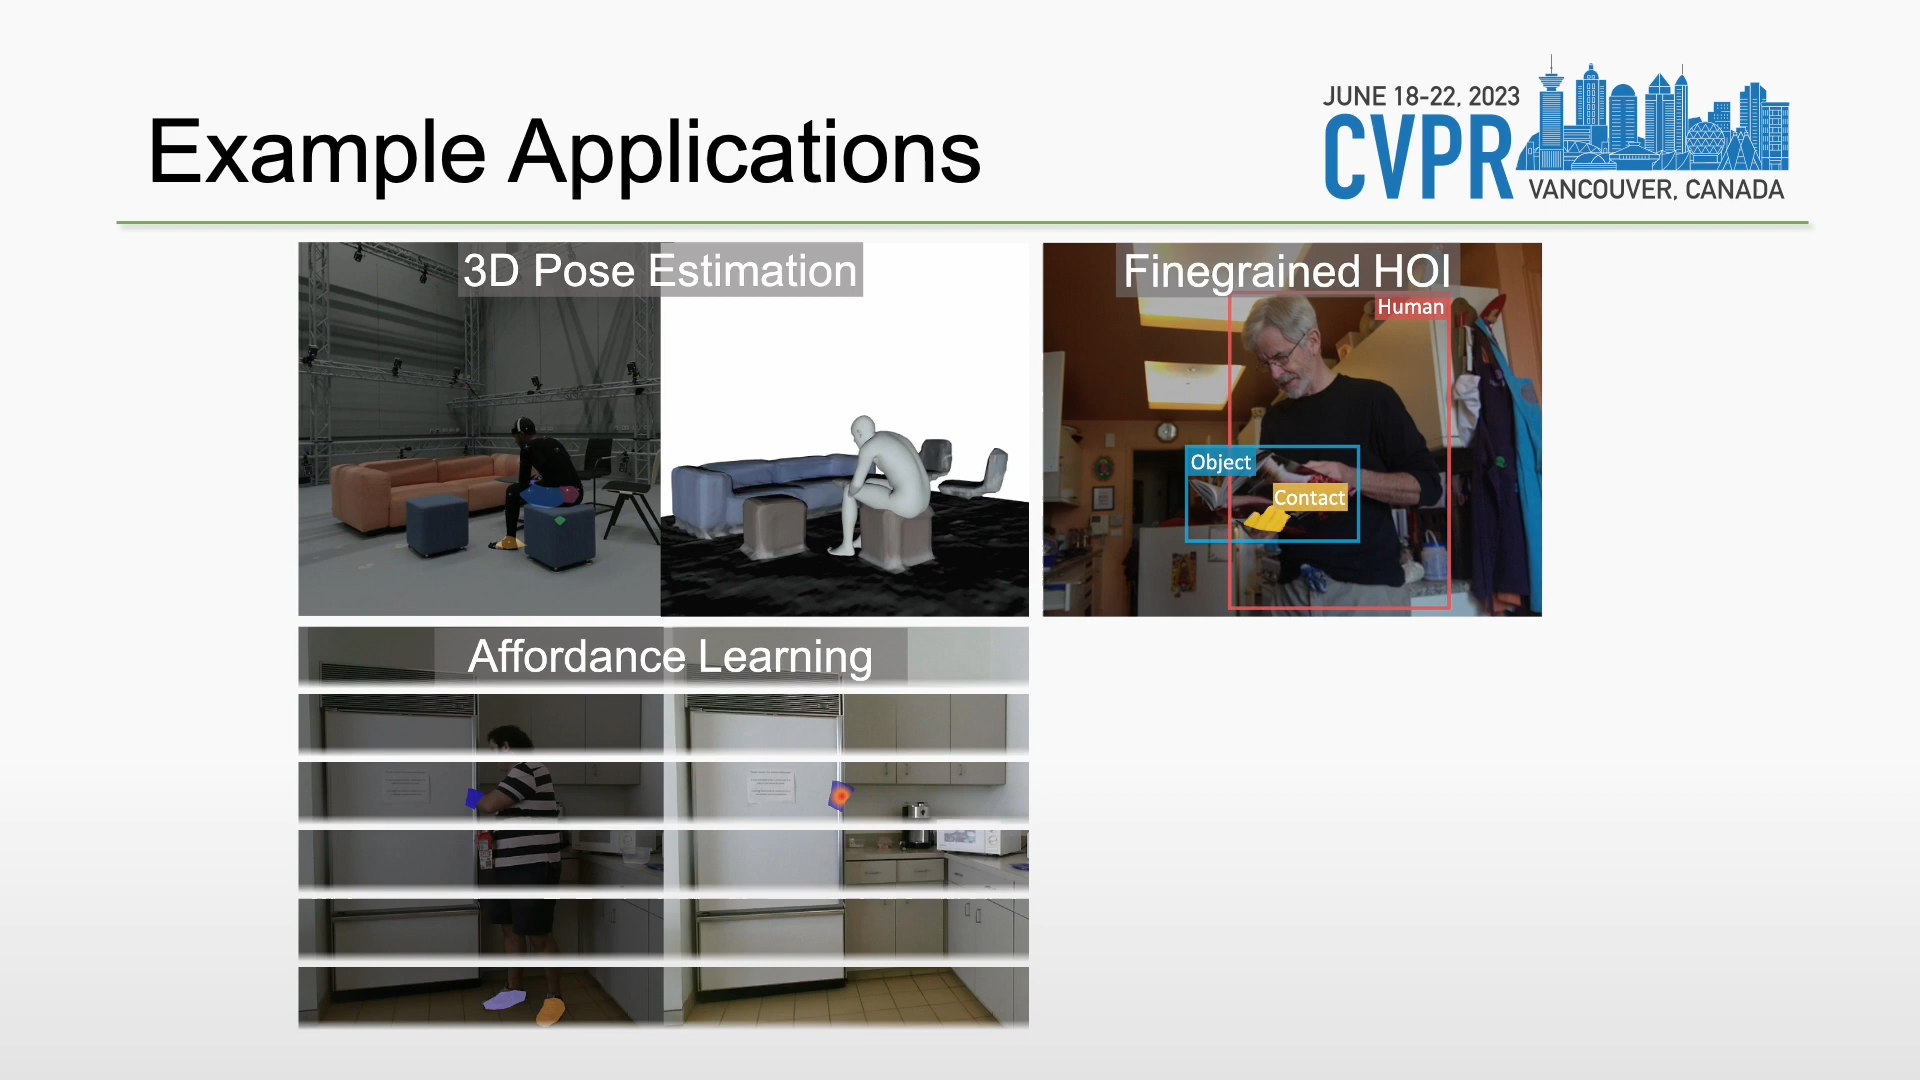 Example Applications
JUNE 18-22, 2023
CVPR
VANCOUVER, CANADA
3D Pose Estimation
Finegrained HOI
Human
Object
Contact
Affordance Learning